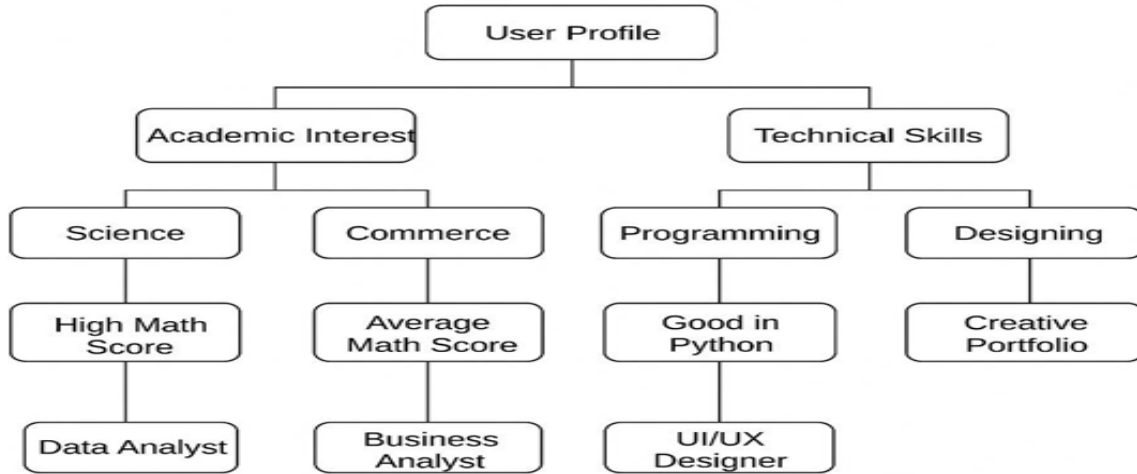 User Profile
Academic Interest
Technical Skills
Science
Commerce
Programming
Designing
High Math
Score
Average
Math Score
Good in
Python
Creative
Portfolio
Data Analyst
Business
Analyst
UI/UX
Designer